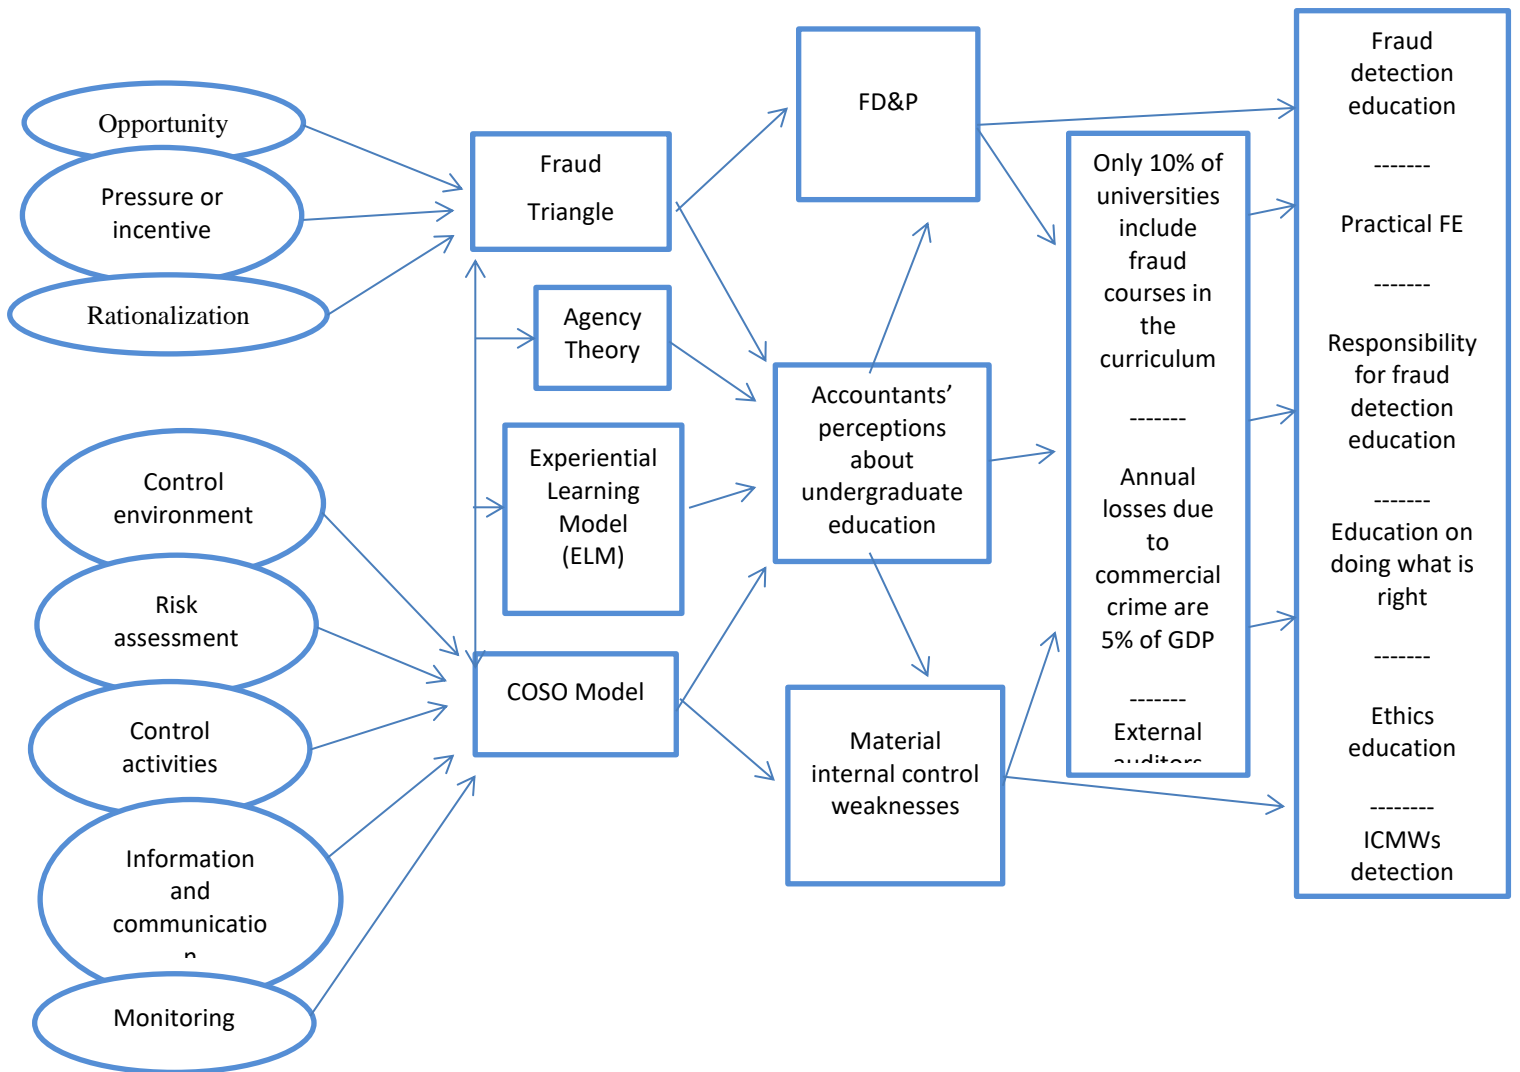 Opportunity
Pressure or
incentive
Rationalization
Control
environment
Risk
assessment
Control
activities
Information
and
communicatio
n
Monitoring
Fraud
Triangle
Agency
Theory
Experiential
Learning
Model
(ELM)
COSO Model
FD&P
Accountants’
perceptions
about
undergraduate
education
Material
internal control
weaknesses
Only 10% of
universities
include
fraud
courses in
the
curriculum
-------
Annual
losses due
to
commercial
crime are
5% of GDP
-------
External
auditors
Fraud
detection
education
-------
Practical FE
-------
Responsibility
for fraud
detection
education
-------
Education on
doing what is
right
-------
Ethics
education
--------
ICMWs
detection